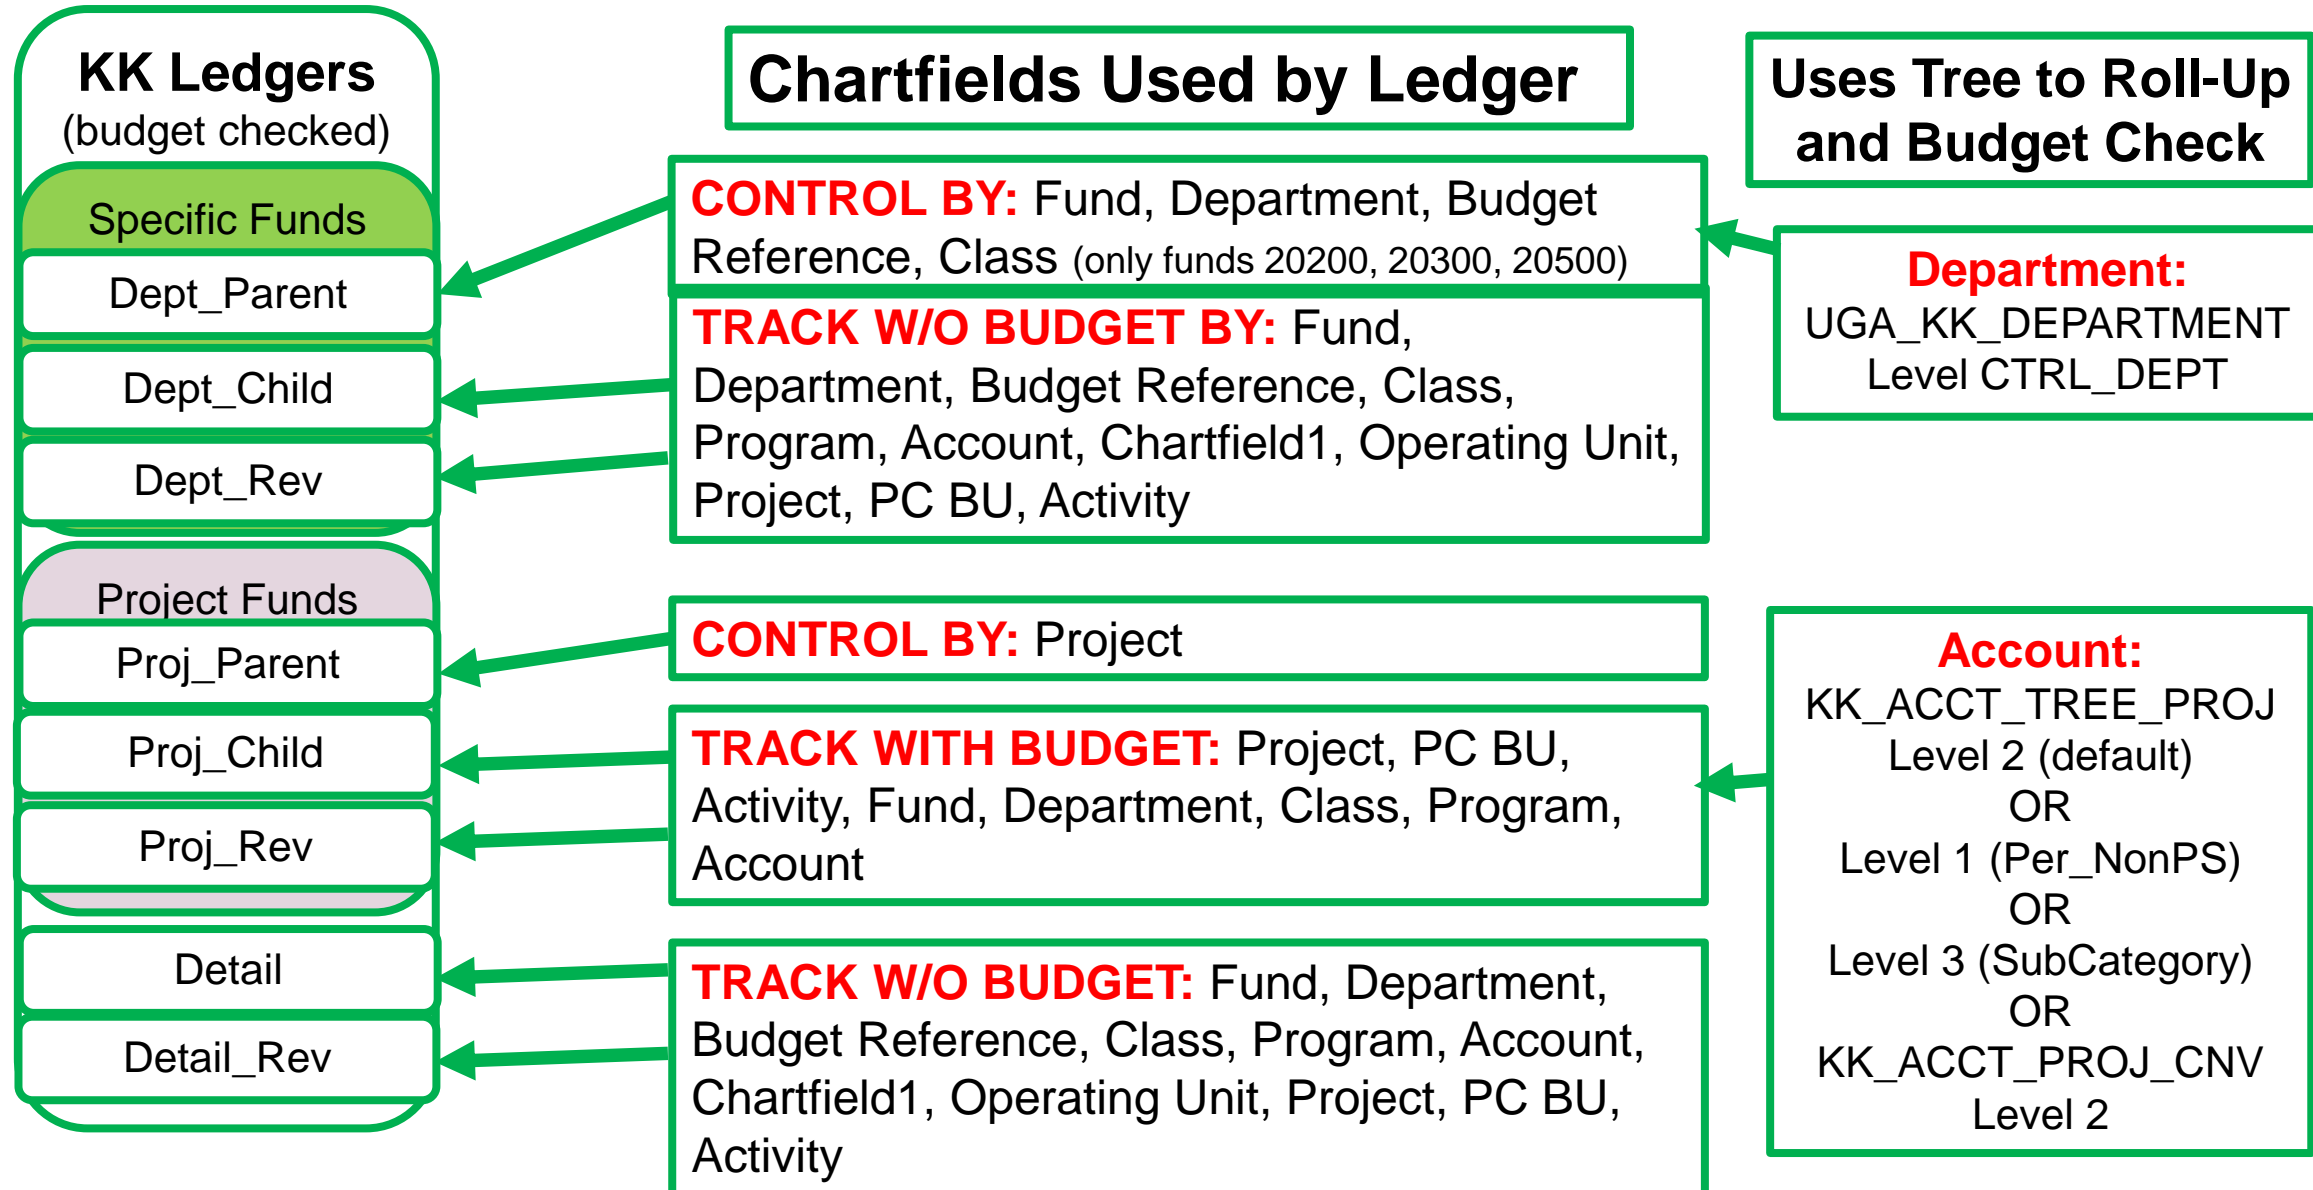 KK Ledgers
(budget checked)
Specific Funds
Dept_Parent
Dept_Child
Dept_Rev
Project Funds
Proj_Parent
Proj_Child
Proj_Rev
Detail
Detail_Rev
Chartfields Used by Ledger
CONTROL BY: Fund, Department, Budget
Reference, Class (only funds 20200, 20300, 20500)
TRACK W/O BUDGET BY: Fund,
Department, Budget Reference, Class,
Program, Account, Chartfield1, Operating Unit,
Project, PC BU, Activity
CONTROL BY: Project
TRACK WITH BUDGET: Project, PC BU,
Activity, Fund, Department, Class, Program,
Account
TRACK W/O BUDGET: Fund, Department,
Budget Reference, Class, Program, Account,
Chartfield1, Operating Unit, Project, PC BU,
Activity
Uses Tree to Roll-Up
and Budget Check
Department:
UGA_KK_DEPARTMENT
Level CTRL_DEPT
Account:
KK_ACCT_TREE_PROJ
Level 2 (default)
OR
Level 1 (Per_NonPS)
OR
Level 3 (SubCategory)
OR
KK_ACCT_PROJ_CNV
Level 2